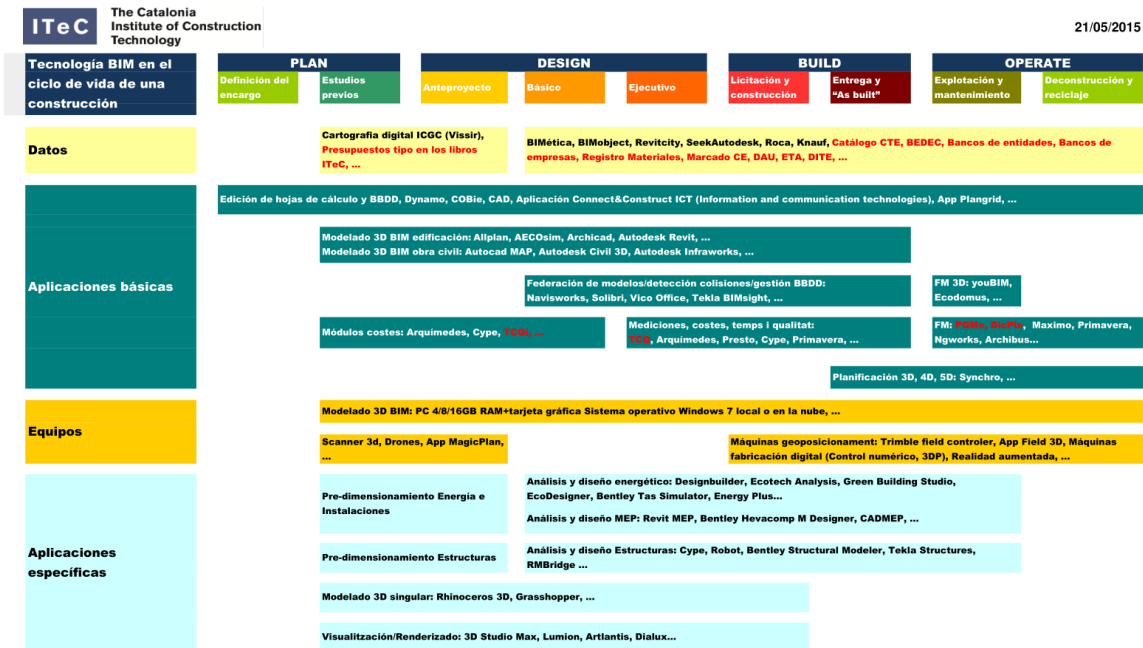 ITeC
The Catalonia
Institute of Construction
Technology
21/05/2015
Tecnología BIM en el
ciclo de vida de una
construcción
PLAN
DESIGN
BUILD
OPERATE
Definición del
encargo
Estudios
previos
Anteproyecto
Básico
Ejecutivo
Licitación y
construcción
Entrega y
“As built”
Explotación y
mantenimiento
Deconstrucción y
reciclaje
Datos
Cartografia digital ICGC (Vissir),
Presupuestos tipo en los libros
ITeC, ...
BIMética, BIMobject, Revitcity, SeekAutodesk, Roca, Knauf, Catálogo CTE, BEDEC, Bancos de entidades, Bancos de
empresas, Registro Materiales, Marcado CE, DAU, ETA, DITE, ...
Aplicaciones básicas
Edición de hojas de cálculo y BBDD, Dynamo, COBie, CAD, Aplicación Connect&Construct ICT (Information and communication technologies), App Plangrid, ...
Modelado 3D BIM edificación: Allplan, AECOsim, Archicad, Autodesk Revit, ...
Modelado 3D BIM obra civil: Autocad MAP, Autodesk Civil 3D, Autodesk Infraworks, ...
Federación de modelos/detección colisiones/gestión BBDD:
Navisworks, Solibri, Vico Office, Tekla BIMsight, ...
FM 3D: youBIM,
Ecodomus, ...
Módulos costes: Arquímedes, Cype, TCQi, ...
Mediciones, costes, temps i qualitat:
TCQ, Arquímedes, Presto, Cype, Primavera, ...
FM: Maximo, Primavera,
Ngworks, Archibus...
Planificación 3D, 4D, 5D: Synchro, ...
Equipos
Modelado 3D BIM: PC 4/8/16GB RAM+tarjeta gráfica Sistema operativo Windows 7 local o en la nube, ...
Scanner 3d, Drones, App MagicPlan,
...
Máquinas geoposicionament: Trimble field controler, App Field 3D, Máquinas
fabricación digital (Control numérico, 3DP), Realidad aumentada, ...
Aplicaciones
específicas
Pre-dimensionamiento Energía e
Instalaciones
Análisis y diseño energético: Designbuilder, Ecotech Analysis, Green Building Studio,
EcoDesigner, Bentley Tas Simulator, Energy Plus...
Análisis y diseño MEP: Revit MEP, Bentley Hevacomp M Designer, CADMEP, ...
Pre-dimensionamiento Estructuras
Análisis y diseño Estructuras: Cype, Robot, Bentley Structural Modeler, Tekla Structures,
RMBridge ...
Modelado 3D singular: Rhinoceros 3D, Grasshopper, ...
Visualitzación/Renderizado: 3D Studio Max, Lumion, Artlantis, Dialux...